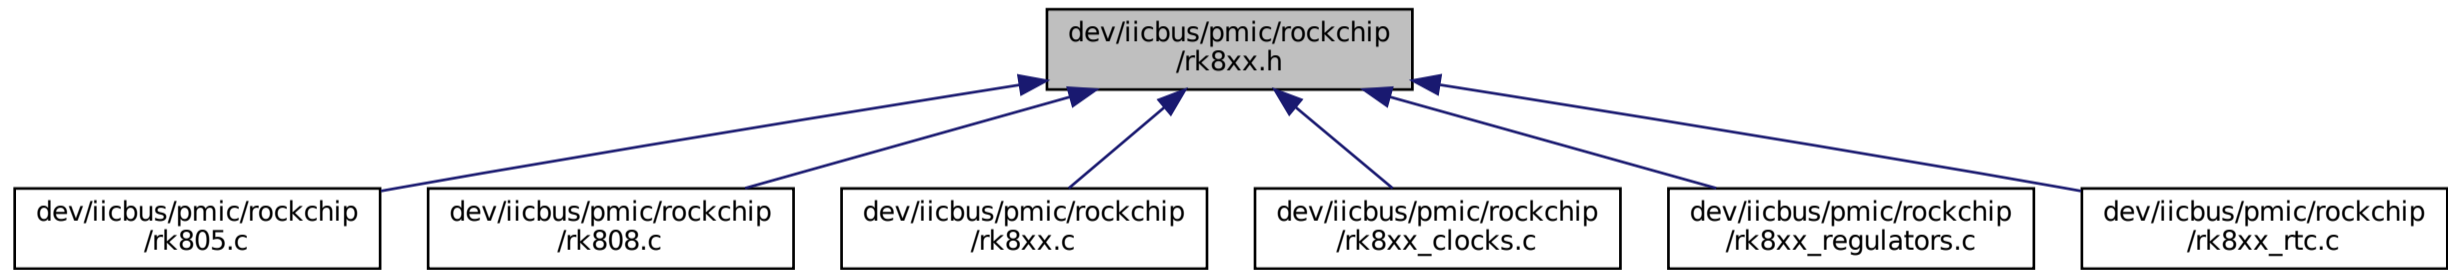 dev/iicbus/pmic/rockchip
/rk8xx.h
dev/iicbus/pmic/rockchip
/rk805.c
dev/iicbus/pmic/rockchip
/rk808.c
dev/iicbus/pmic/rockchip
/rk8xx.c
dev/iicbus/pmic/rockchip
/rk8xx_clocks.c
dev/iicbus/pmic/rockchip
/rk8xx_regulators.c
dev/iicbus/pmic/rockchip
/rk8xx_rtc.c